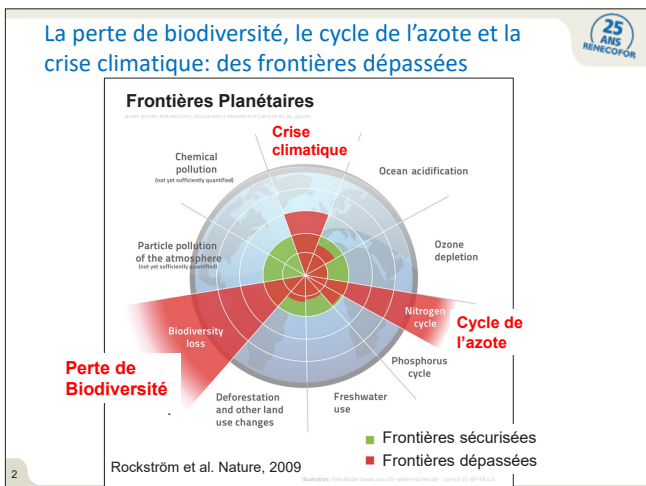 La perte de biodiversité, le cycle de l'azote et la
crise climatique: des frontières dépassées
25
ANS
RENECOFOR
Frontières Planétaires
Crise
climatique
Chemical
pollution
(not yet sufficiently quantified)
Ocean acidification
Particle pollution
of the atmosphere
(not yet sufficiently quantified)
Ozone
depletion
Biodiversity
loss
Nitrogen
cycle
Cycle de
l'azote
Perte de
Biodiversité
Phosphorus
cycle
Deforestation
and other land
use changes
Freshwater
use
Frontières sécurisées
Frontières dépassées
Rockström et al. Nature, 2009
2